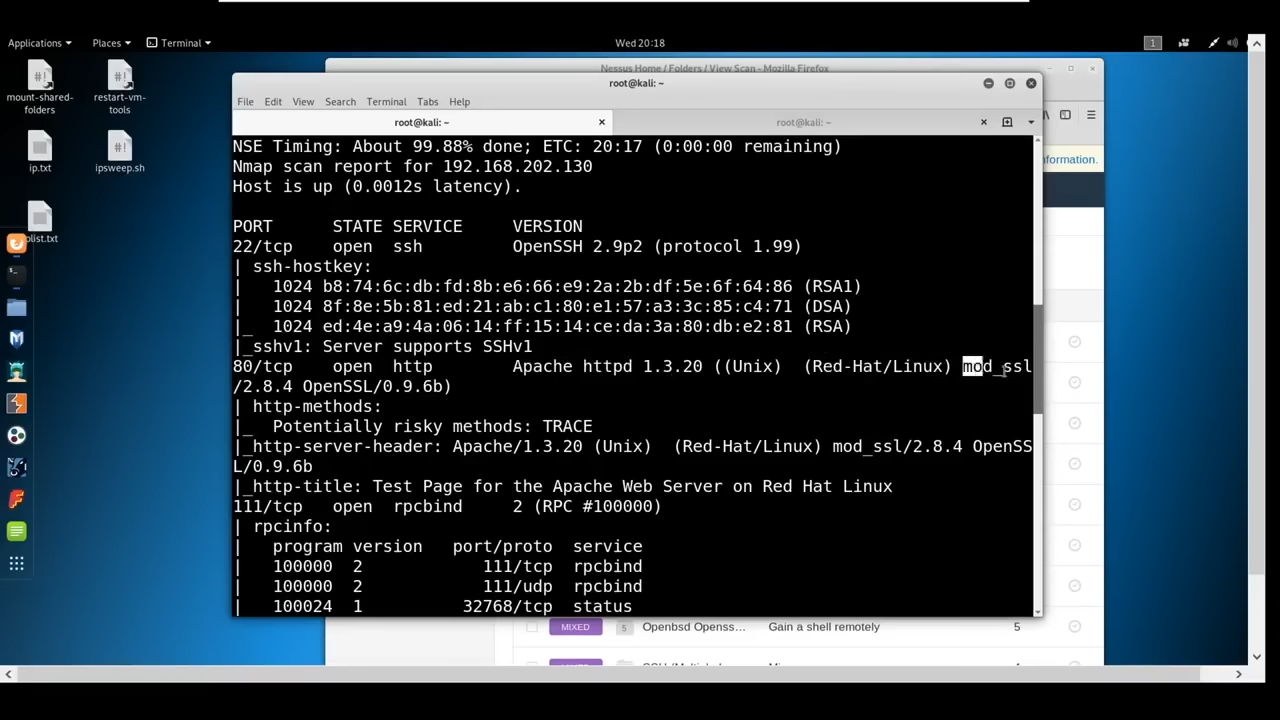 Applications Places Terminal Wed 20:18 1
mount-shared-folders
restart-vm-tools
ip.txt
ipsweep.sh
Nessus Home / Folders / View Scan - Mozilla Firefox
root@kali: ~
File Edit View Search Terminal Tabs Help
root@kali: ~ × root@kali: ~ ×
NSE Timing: About 99.88% done; ETC: 20:17 (0:00:00 remaining)
Nmap scan report for 192.168.202.130
Host is up (0.0012s latency).
PORT STATE SERVICE VERSION
22/tcp open ssh OpenSSH 2.9p2 (protocol 1.99)
| ssh-hostkey:
| 1024 b8:74:6c:db:fd:8b:e6:66:e9:2a:2b:df:5e:6f:64:86 (RSA1)
| 1024 8f:8e:5b:81:ed:21:ab:c1:80:e1:57:a3:3c:85:c4:71 (DSA)
|_ 1024 ed:4e:a9:4a:06:14:ff:15:14:ce:da:3a:80:db:e2:81 (RSA)
|_sshv1: Server supports SSHv1
80/tcp open http Apache httpd 1.3.20 ((Unix) (Red-Hat/Linux) mod_ssl
/2.8.4 OpenSSL/0.9.6b)
| http-methods:
|_ Potentially risky methods: TRACE
|_http-server-header: Apache/1.3.20 (Unix) (Red-Hat/Linux) mod_ssl/2.8.4 OpenSS
L/0.9.6b
|_http-title: Test Page for the Apache Web Server on Red Hat Linux
111/tcp open rpcbind 2 (RPC #100000)
| rpcinfo:
| program version port/proto service
| 100000 2 111/tcp rpcbind
| 100000 2 111/udp rpcbind
| 100024 1 32768/tcp status
formation.
MIXED 5 Openbsd Openss... Gain a shell remotely 5